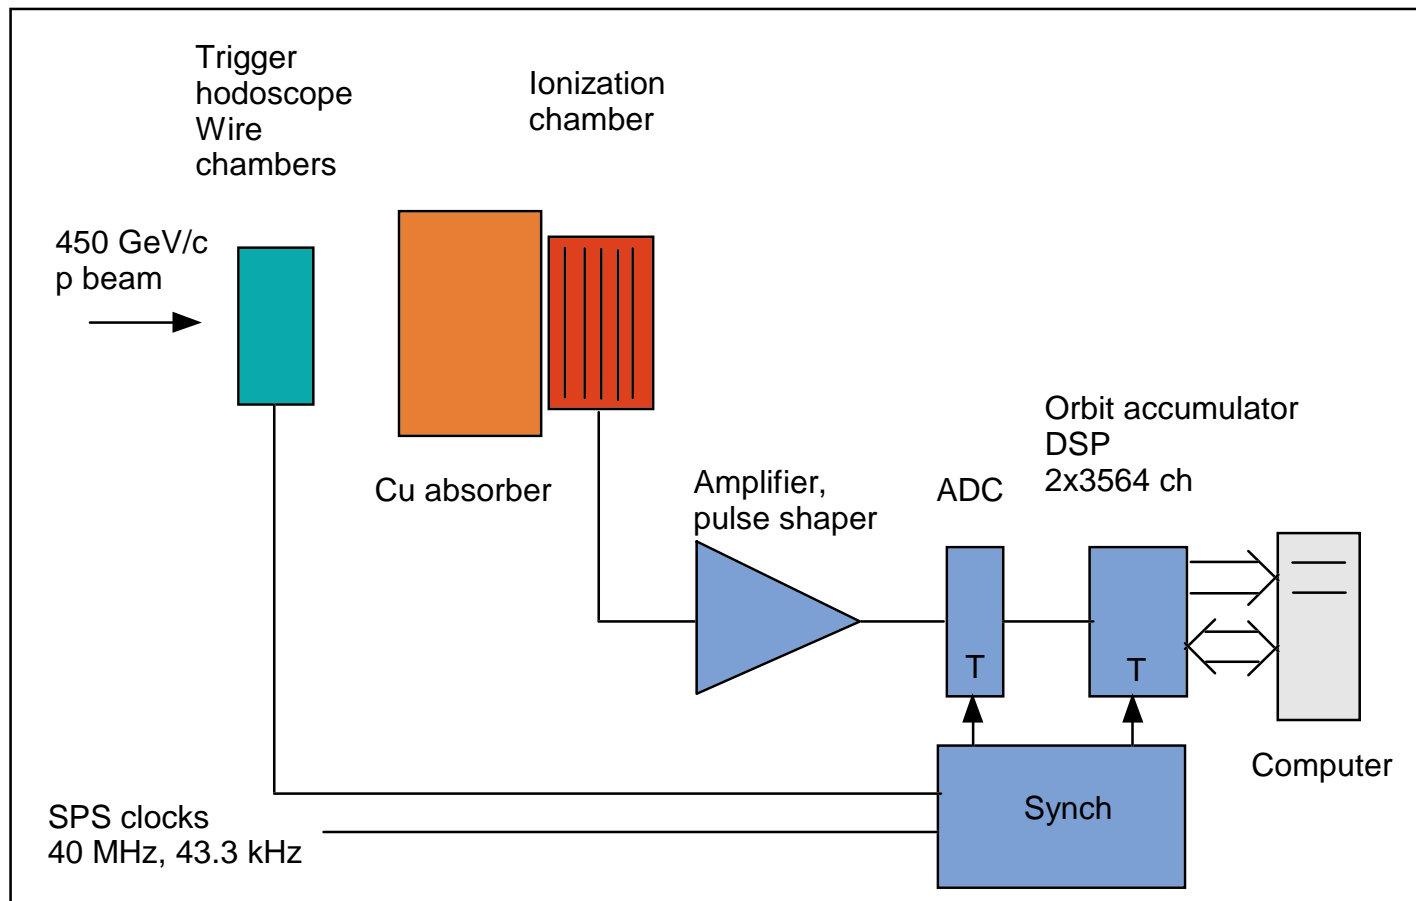 Trigger
hodoscope
Wire
chambers
Ionization
chamber
450 GeV/c
p beam
Cu absorber
Amplifier,
pulse shaper
ADC
Orbit accumulator
DSP
2x3564 ch
T
T
Computer
Synch
SPS clocks
40 MHz, 43.3 kHz